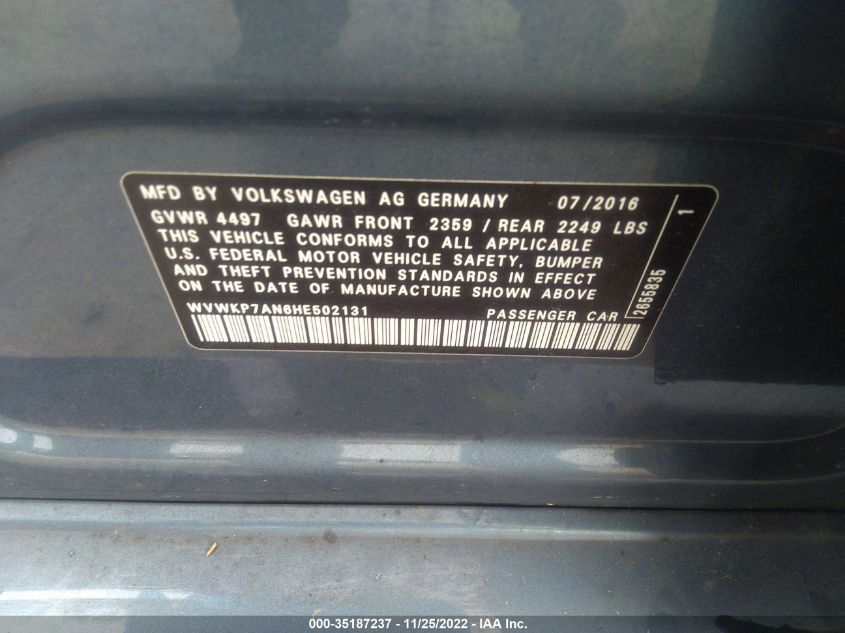 MFD BY VOLKSWAGEN AG GERMANY 07/2016
GVWR 4497 GAWR FRONT 2359 / REAR 2249 LBS
THIS VEHICLE CONFORMS TO ALL APPLICABLE
U.S. FEDERAL MOTOR VEHICLE SAFETY, BUMPER
AND THEFT PREVENTION STANDARDS IN EFFECT
ON THE DATE OF MANUFACTURE SHOWN ABOVE
WVWKP7AN6HE502131 PASSENGER CAR
2655835 1
000-35187237 - 11/25/2022 - IAA Inc.